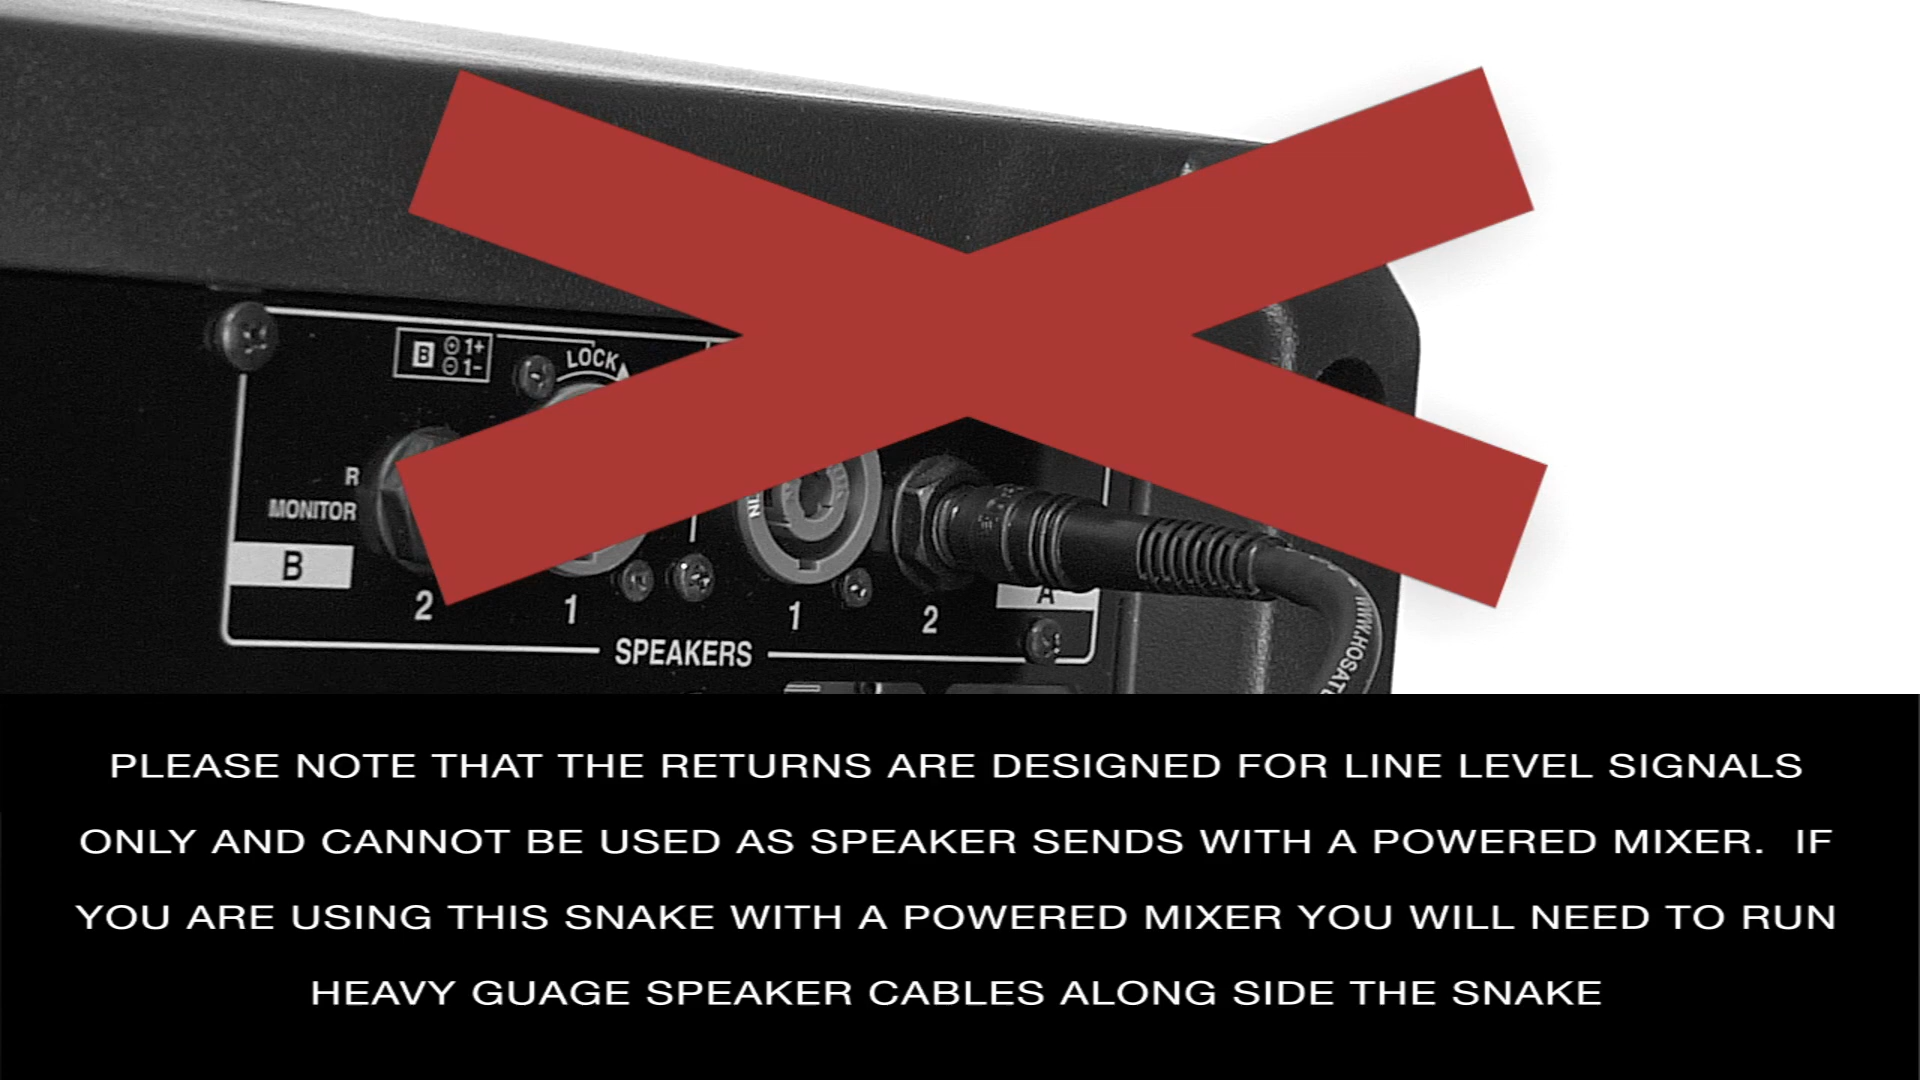 B 1+
1-
LOCK
R
MONITOR
B
2
1
1
2
A
SPEAKERS
PLEASE NOTE THAT THE RETURNS ARE DESIGNED FOR LINE LEVEL SIGNALS
ONLY AND CANNOT BE USED AS SPEAKER SENDS WITH A POWERED MIXER. IF
YOU ARE USING THIS SNAKE WITH A POWERED MIXER YOU WILL NEED TO RUN
HEAVY GUAGE SPEAKER CABLES ALONG SIDE THE SNAKE